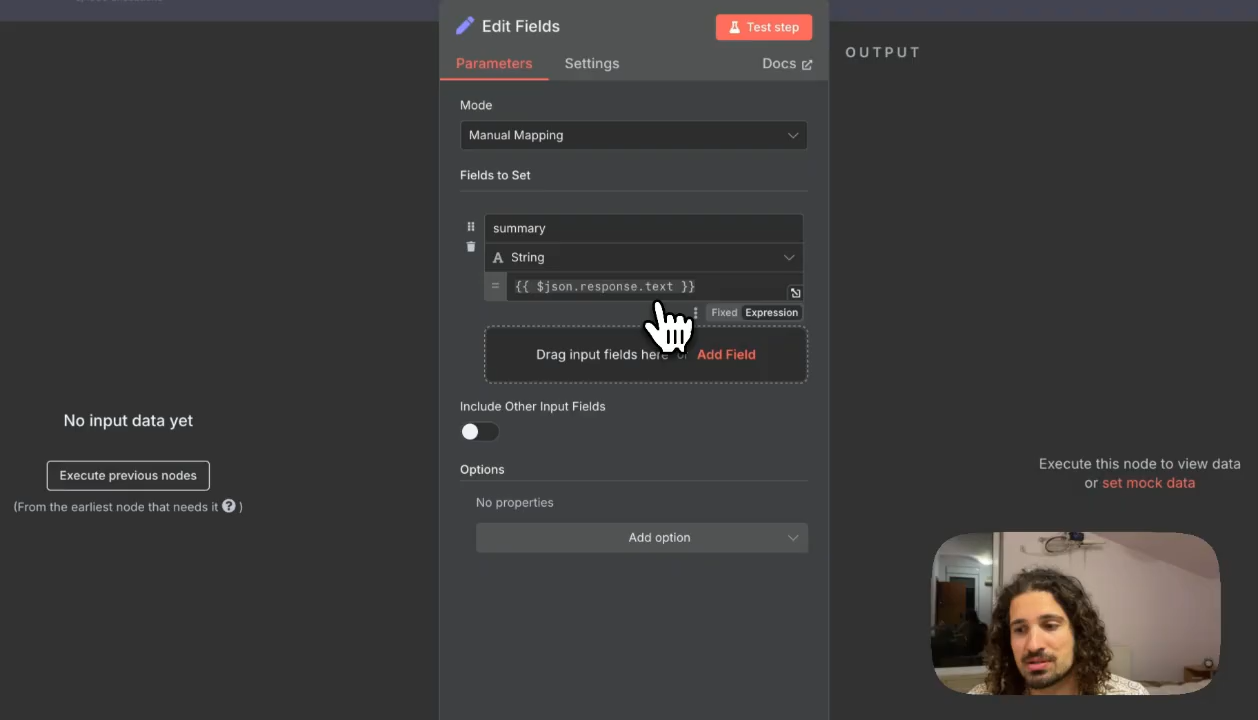 Edit Fields
Test step
OUTPUT
Parameters
Settings
Docs
Mode
Manual Mapping
Fields to Set
summary
A String
= {{ $json.response.text }}
Fixed Expression
Drag input fields here or Add Field
No input data yet
Include Other Input Fields
Execute previous nodes
Options
Execute this node to view data
or set mock data
(From the earliest node that needs it ? )
No properties
Add option